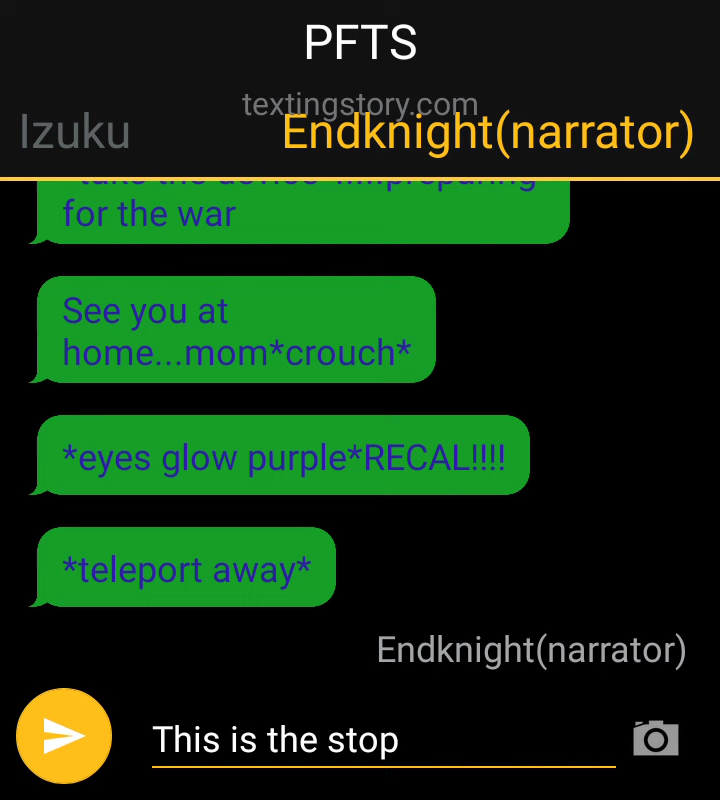 PFTS
textingstory.com
Izuku Endknight(narrator)
for the war
See you at
home...mom*crouch*
*eyes glow purple*RECAL!!!!
*teleport away*
Endknight(narrator)
This is the stop